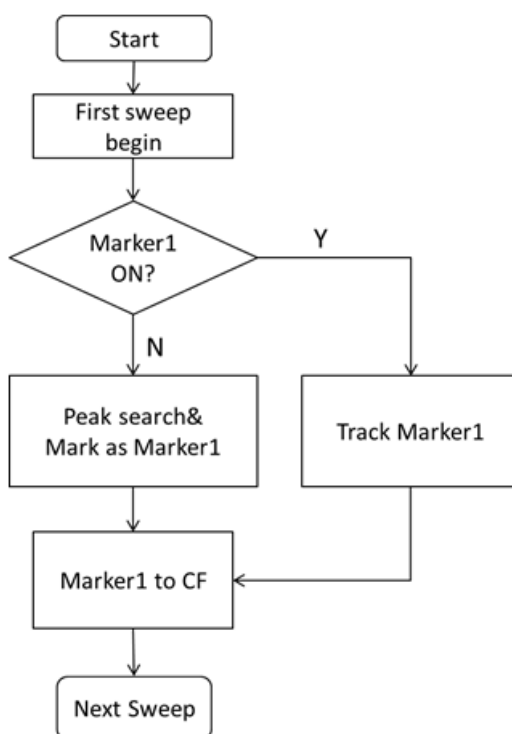 Start
First sweep
begin
Marker1
ON?
Y
N
Peak search&
Mark as Marker1
Track Marker1
Marker1 to CF
Next Sweep